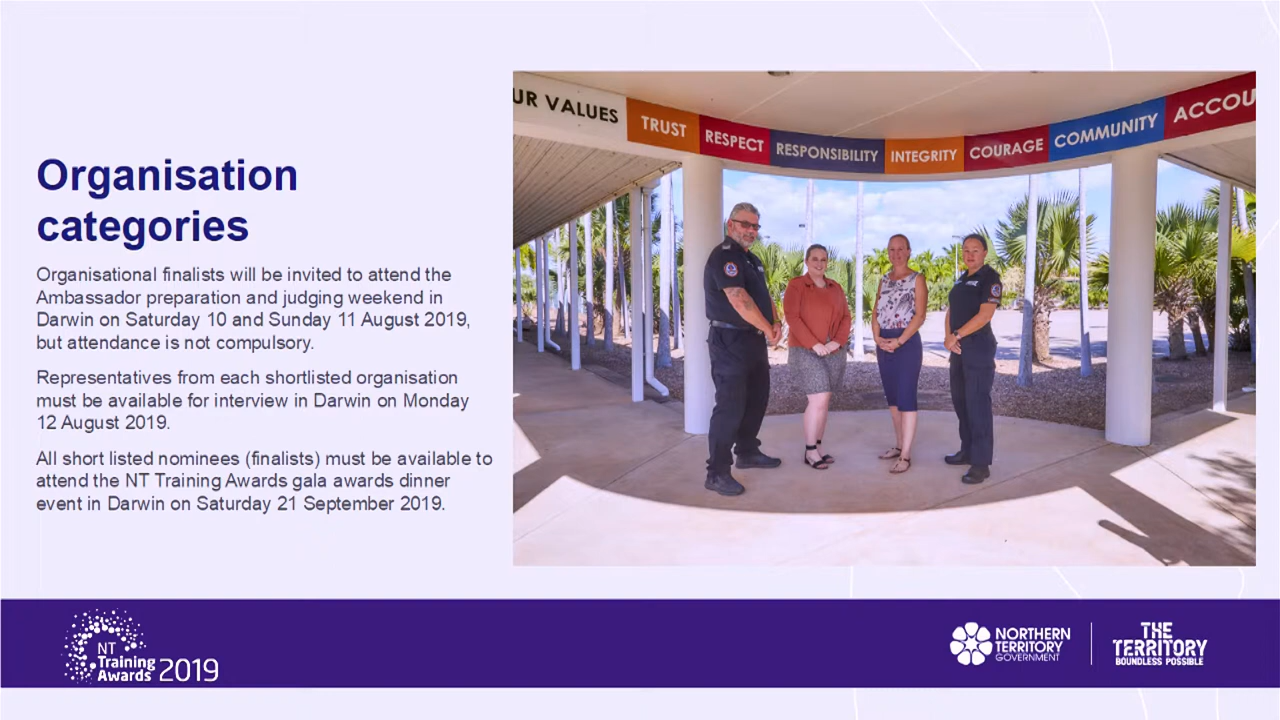 Organisation
categories
Organisational finalists will be invited to attend the
Ambassador preparation and judging weekend in
Darwin on Saturday 10 and Sunday 11 August 2019,
but attendance is not compulsory.
Representatives from each shortlisted organisation
must be available for interview in Darwin on Monday
12 August 2019.
All short listed nominees (finalists) must be available to
attend the NT Training Awards gala awards dinner
event in Darwin on Saturday 21 September 2019.
UR VALUES TRUST RESPECT RESPONSIBILITY INTEGRITY COURAGE COMMUNITY ACCOU
NT
Training
Awards 2019
NORTHERN
TERRITORY
GOVERNMENT
THE
TERRITORY
BOUNDLESS POSSIBLE